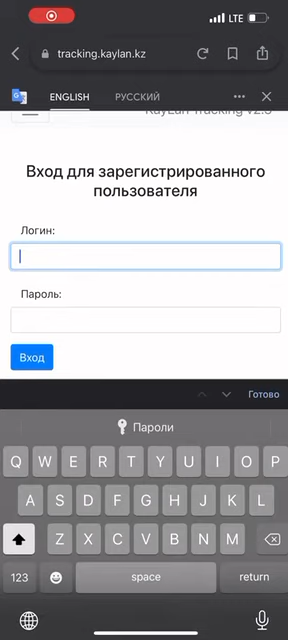 LTE
tracking.kaylan.kz
ENGLISH РУССКИЙ
KayLan Tracking v2.
Вход для зарегистрированного
пользователя
Логин:
Пароль:
Вход
Готово
Пароли
Q W E R T Y U I O P
A S D F G H J K L
Z X C V B N M
123 space return